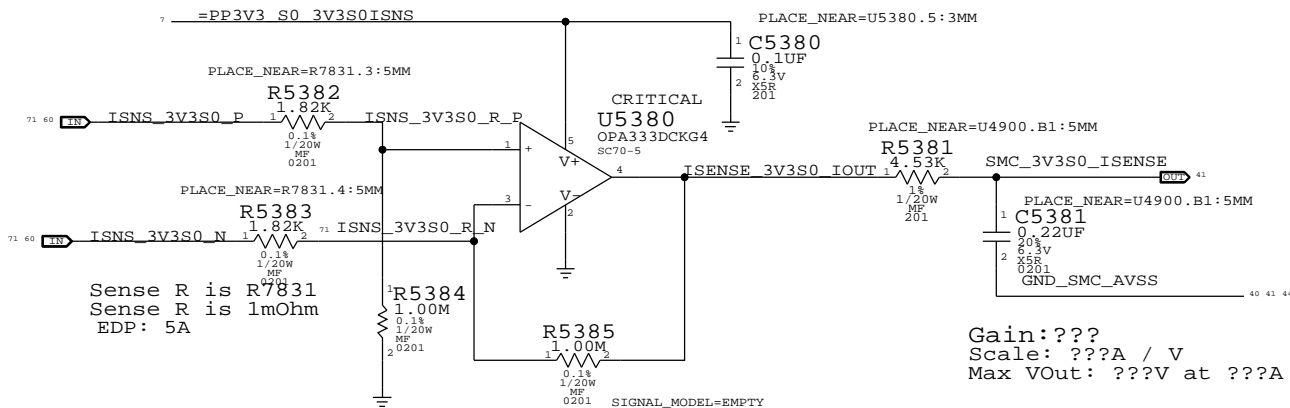 7 =PP3V3_S0_3V3S0ISNS
PLACE_NEAR=U5380.5:3MM
1 C5380
0.1UF
10%
6.3V
2 X5R
201
PLACE_NEAR=R7831.3:5MM
R5382
1.82K
71 60 IN ISNS_3V3S0_P 1 2 ISNS_3V3S0_R_P
0.1%
1/20W
MF
0201
CRITICAL
U5380
OPA333DCKG4
SC70-5
1 + 5
V+
4
3 - V-
2
PLACE_NEAR=U4900.B1:5MM
R5381
4.53K
ISENSE_3V3S0_IOUT 1 2 SMC_3V3S0_ISENSE OUT 41
1%
1/20W
MF
201
PLACE_NEAR=U4900.B1:5MM
1 C5381
0.22UF
20%
6.3V
2 X5R
0201
GND_SMC_AVSS 40 41 44
PLACE_NEAR=R7831.4:5MM
R5383
1.82K
71 60 IN ISNS_3V3S0_N 1 2 71 ISNS_3V3S0_R_N
0.1%
1/20W
MF
0201
Sense R is R7831
Sense R is 1mOhm
EDP: 5A
1 R5384
1.00M
0.1%
1/20W
MF
2 0201
R5385
1.00M
1 2
0.1%
1/20W
MF
0201
SIGNAL_MODEL=EMPTY
Gain:???
Scale: ???A / V
Max VOut: ???V at ???A